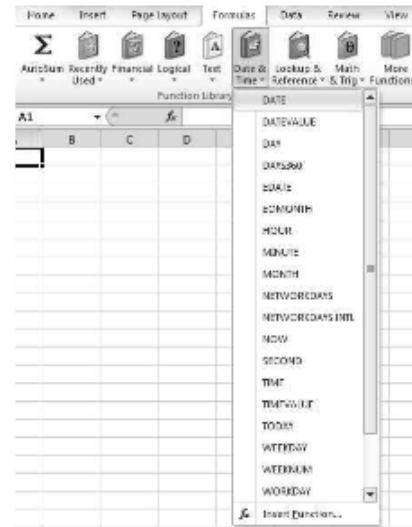 Home Insert Page Layout Formulas Data Review View
Σ A θ
AutoSum Recently Used Financial Logical Text Date & Time Lookup & Reference Math & Trig More Functions
Function Library
A1 fx
B C D
DATE
DATEVALUE
DAY
DAYS360
EDATE
EOMONTH
HOUR
MINUTE
MONTH
NETWORKDAYS
NETWORKDAYS.INTL
NOW
SECOND
TIME
TIMEVALUE
TODAY
WEEKDAY
WEEKNUM
WORKDAY
fx Insert Function...